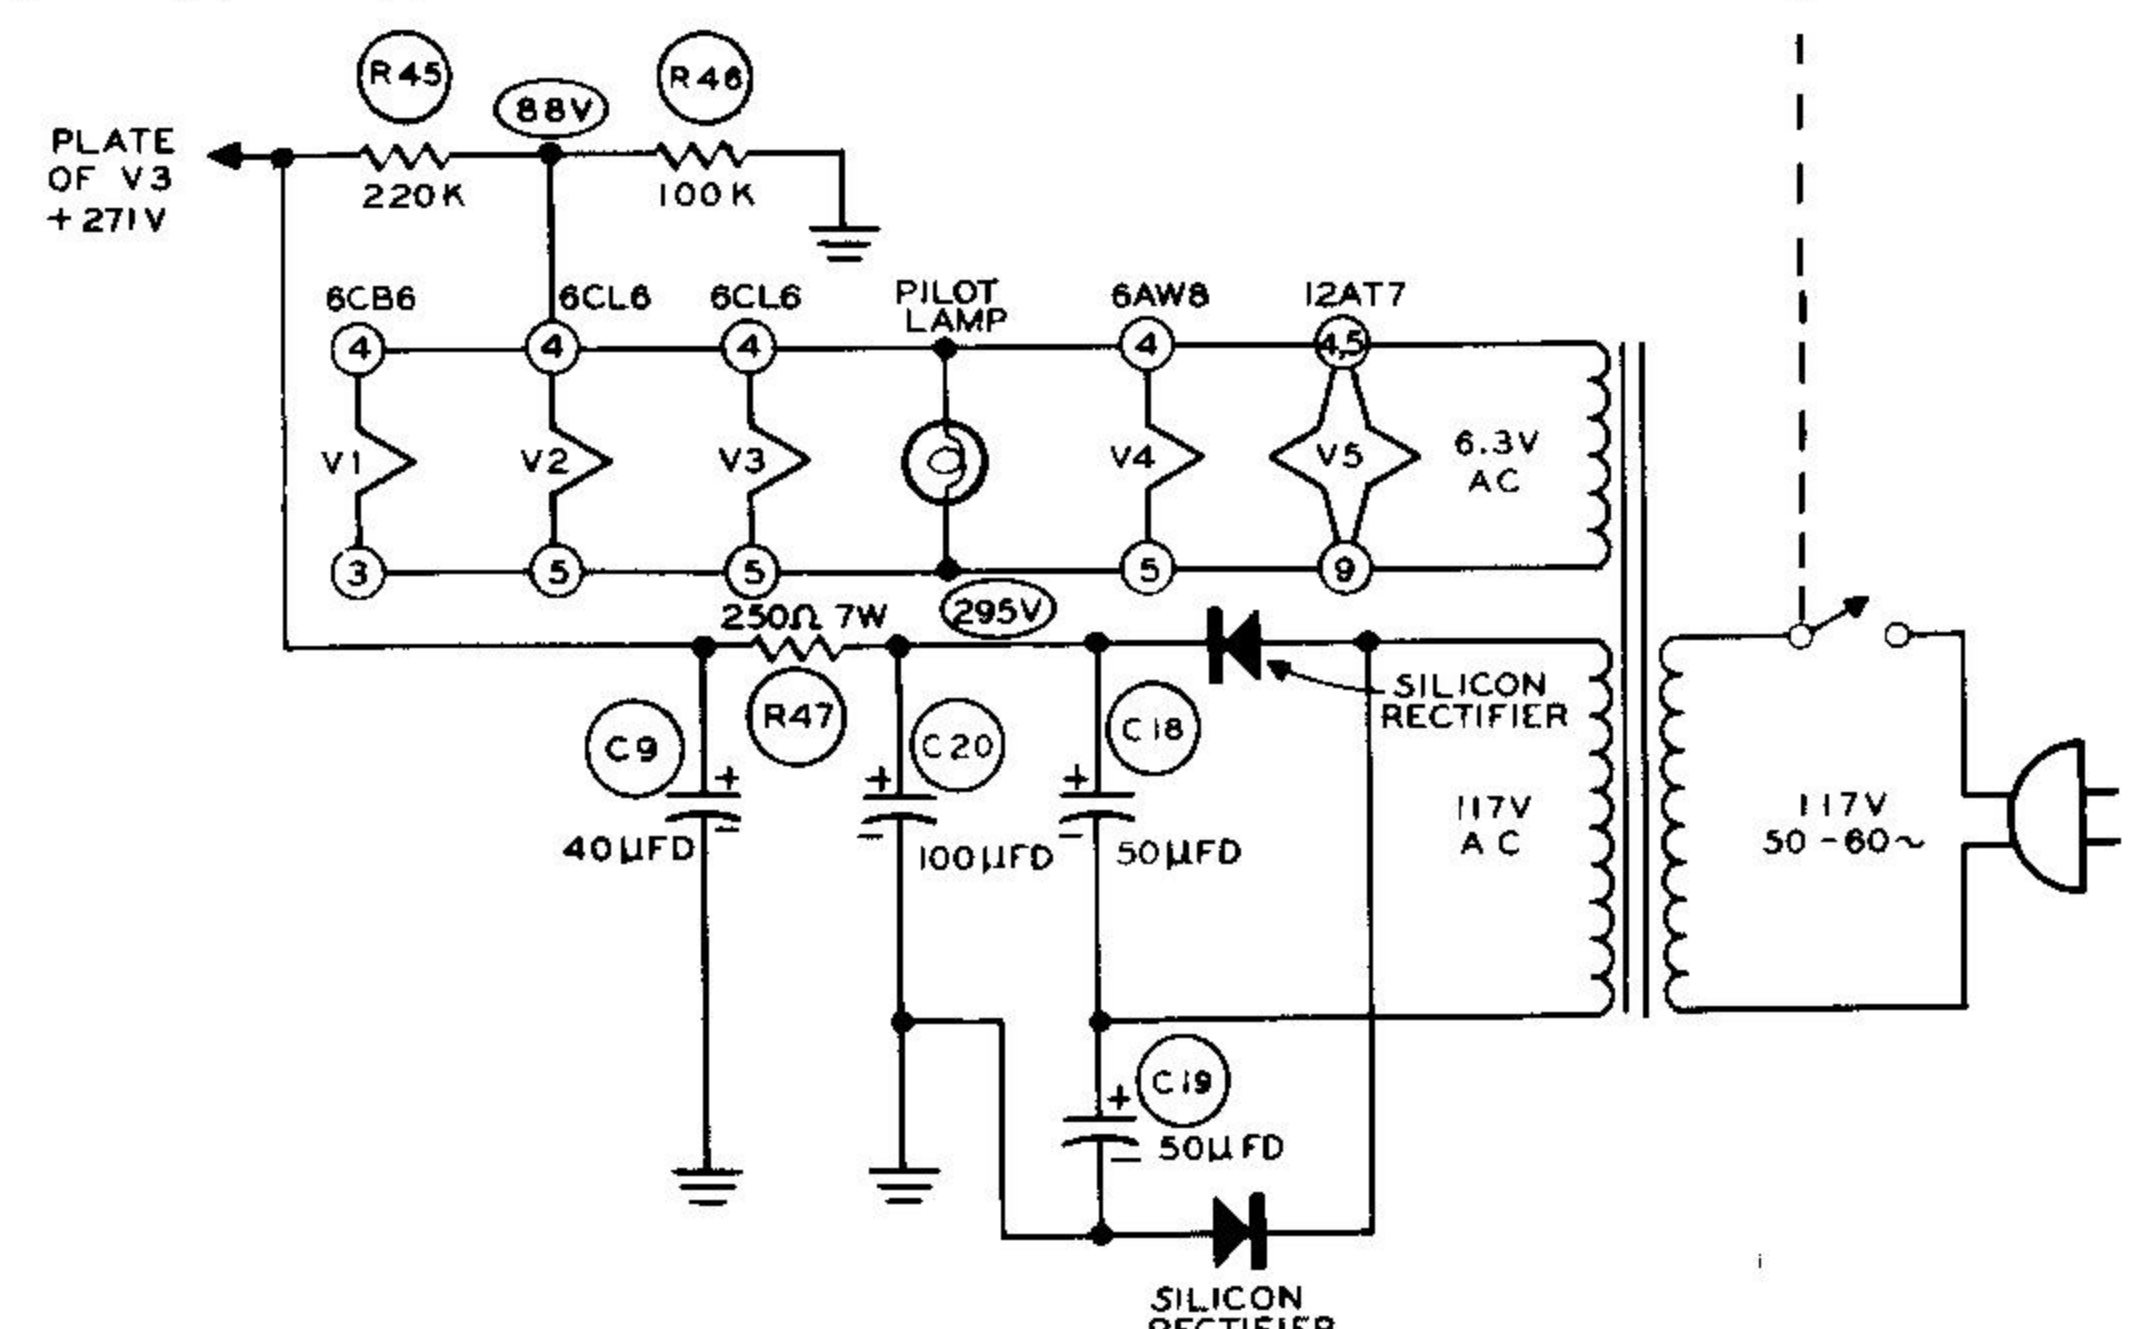 R45
R46
88V
PLATE
OF V3
+271V
220K
100K
6CB6
6CL6
6CL6
PILOT
LAMP
6AW8
12AT7
4
4
4
4
4,5
V1
V2
V3
V4
V5
6.3V
AC
3
5
5
5
9
250Ω 7W
295V
SILICON
RECTIFIER
R47
C9
C20
C18
+
+
+
−
−
−
40µFD
100µFD
50µFD
117V
AC
117V
50-60~
C19
+
50µFD
−
SILICON
RECTIFIER